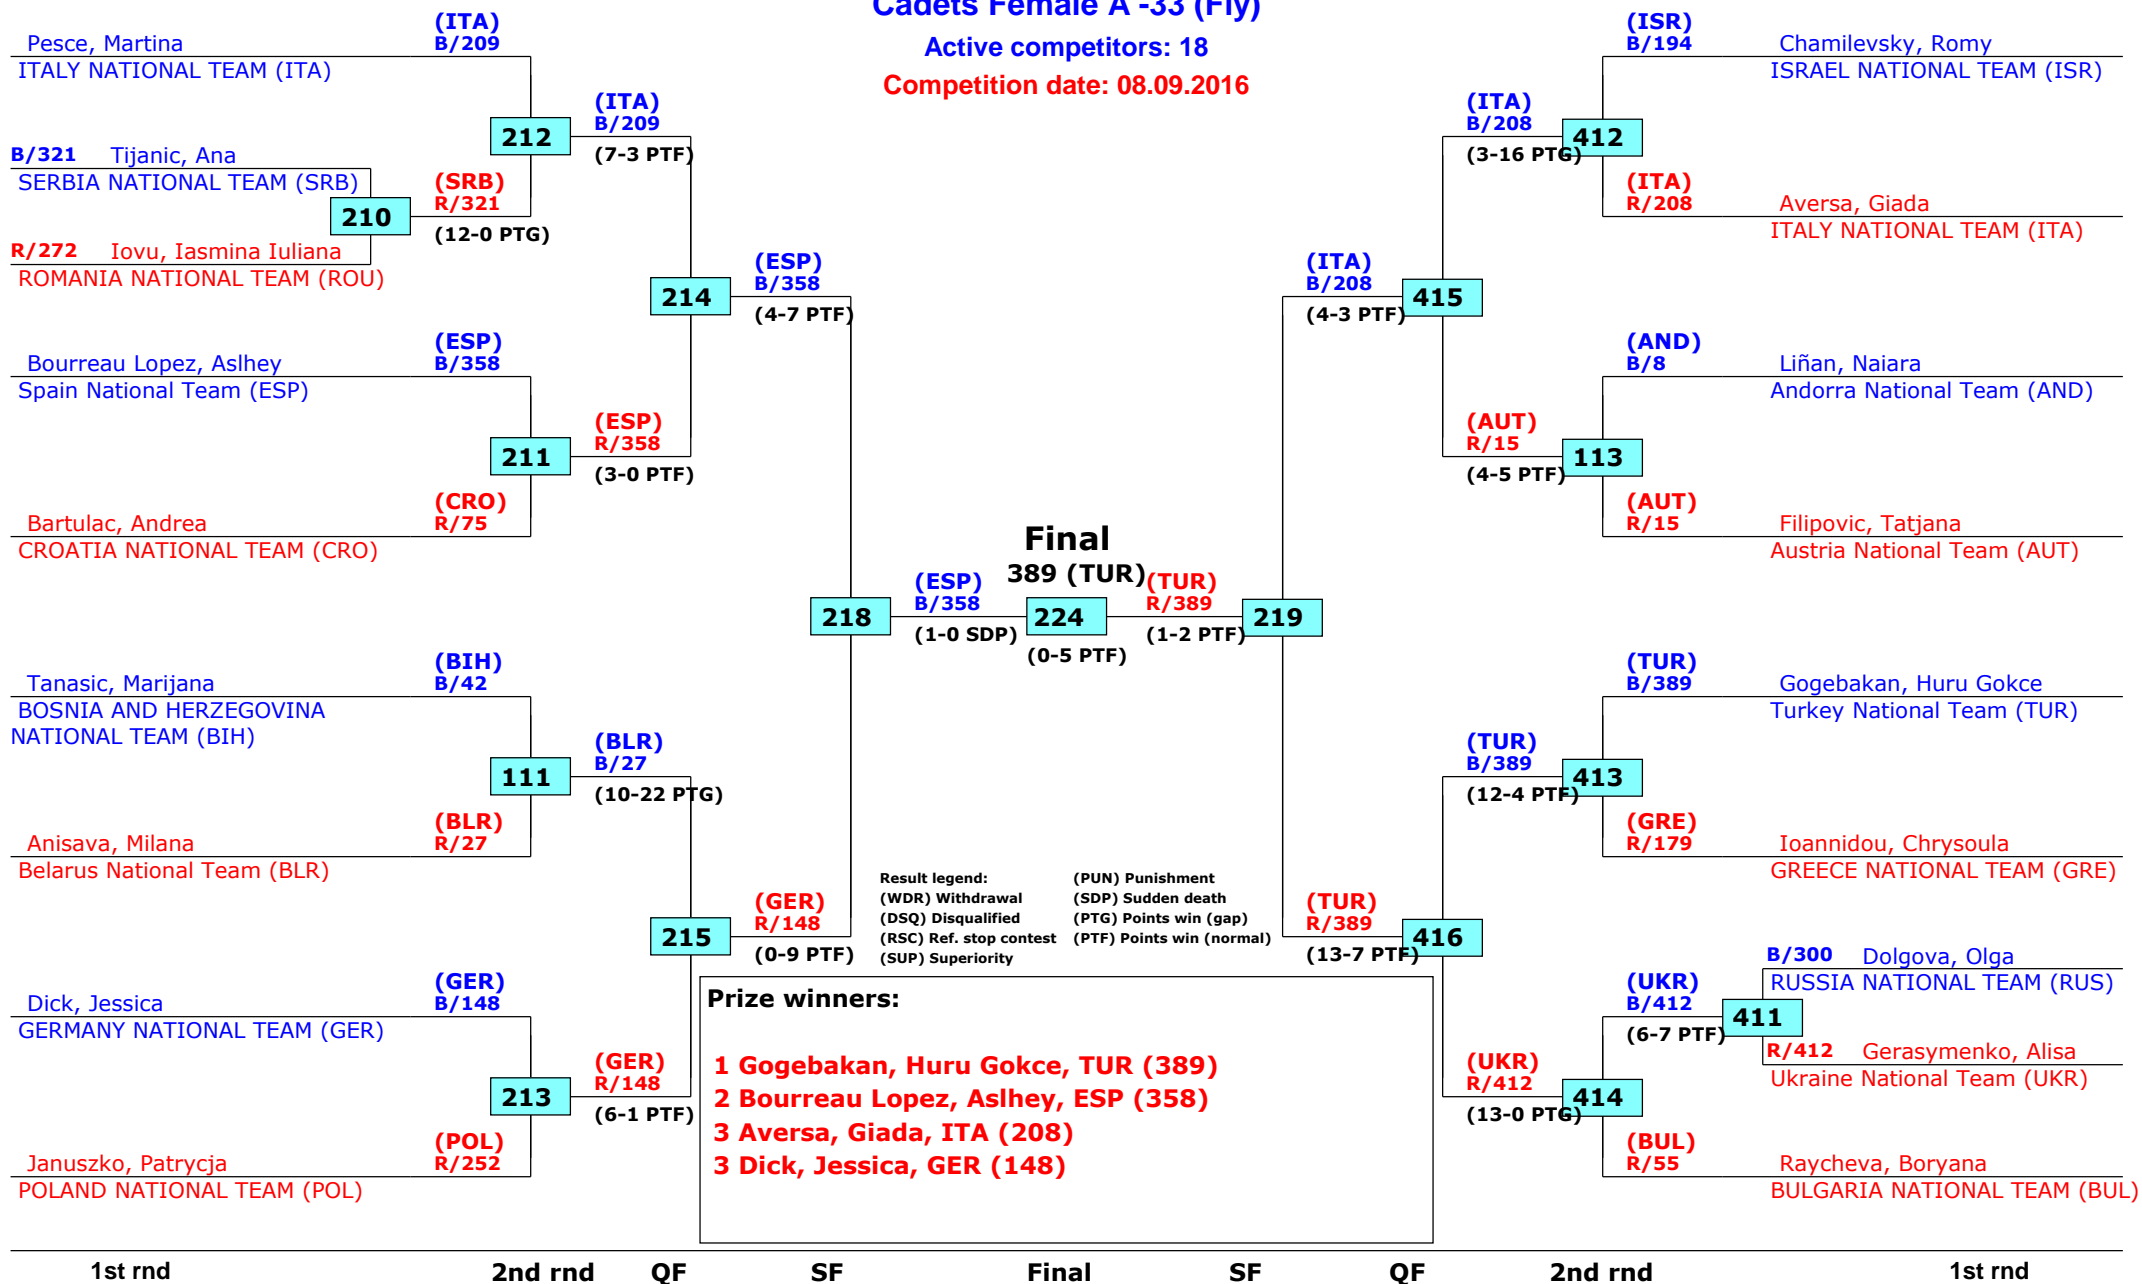 Cadets Female A -33 (Fly)
Active competitors: 18
Competition date: 08.09.2016
(ITA)
B/209
Pesce, Martina
ITALY NATIONAL TEAM (ITA)
B/321 Tijanic, Ana
SERBIA NATIONAL TEAM (SRB)
210
(SRB)
R/321
(12-0 PTG)
R/272 Iovu, Iasmina Iuliana
ROMANIA NATIONAL TEAM (ROU)
212
(ITA)
B/209
(7-3 PTF)
(ESP)
B/358
Bourreau Lopez, Aslhey
Spain National Team (ESP)
211
(ESP)
R/358
(3-0 PTF)
(CRO)
R/75
Bartulac, Andrea
CROATIA NATIONAL TEAM (CRO)
214
(ESP)
B/358
(4-7 PTF)
(BIH)
B/42
Tanasic, Marijana
BOSNIA AND HERZEGOVINA
NATIONAL TEAM (BIH)
111
(BLR)
B/27
(10-22 PTG)
(BLR)
R/27
Anisava, Milana
Belarus National Team (BLR)
215
(GER)
R/148
(0-9 PTF)
(GER)
B/148
Dick, Jessica
GERMANY NATIONAL TEAM (GER)
213
(GER)
R/148
(6-1 PTF)
(POL)
R/252
Januszko, Patrycja
POLAND NATIONAL TEAM (POL)
218
(ESP)
B/358
(1-0 SDP)
Final
389 (TUR)
224
(0-5 PTF)
(TUR)
R/389
(1-2 PTF)
219
(ISR)
B/194
Chamilevsky, Romy
ISRAEL NATIONAL TEAM (ISR)
(ITA)
B/208
(3-16 PTG)
412
(ITA)
R/208
Aversa, Giada
ITALY NATIONAL TEAM (ITA)
(ITA)
B/208
(4-3 PTF)
415
(AND)
B/8
Liñan, Naiara
Andorra National Team (AND)
(AUT)
R/15
(4-5 PTF)
113
(AUT)
R/15
Filipovic, Tatjana
Austria National Team (AUT)
(TUR)
B/389
Gogebakan, Huru Gokce
Turkey National Team (TUR)
(TUR)
B/389
(12-4 PTF)
413
(GRE)
R/179
Ioannidou, Chrysoula
GREECE NATIONAL TEAM (GRE)
(TUR)
R/389
(13-7 PTF)
416
B/300 Dolgova, Olga
RUSSIA NATIONAL TEAM (RUS)
(UKR)
B/412
(6-7 PTF)
411
R/412 Gerasymenko, Alisa
Ukraine National Team (UKR)
(UKR)
R/412
(13-0 PTG)
414
(BUL)
R/55
Raycheva, Boryana
BULGARIA NATIONAL TEAM (BUL)
Result legend: (PUN) Punishment
(WDR) Withdrawal (SDP) Sudden death
(DSQ) Disqualified (PTG) Points win (gap)
(RSC) Ref. stop contest (PTF) Points win (normal)
(SUP) Superiority
Prize winners:
1 Gogebakan, Huru Gokce, TUR (389)
2 Bourreau Lopez, Aslhey, ESP (358)
3 Aversa, Giada, ITA (208)
3 Dick, Jessica, GER (148)
1st rnd 2nd rnd QF SF Final SF QF 2nd rnd 1st rnd